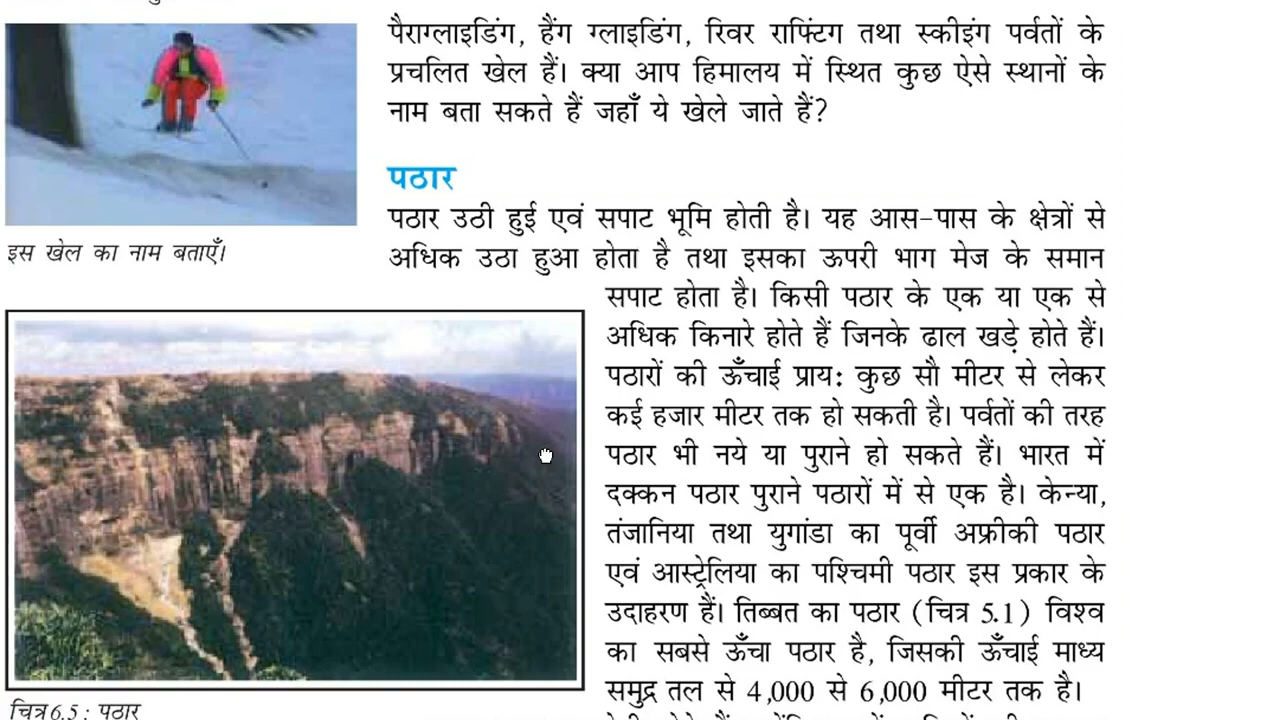 पैराग्लाइडिंग, हैंग ग्लाइडिंग, रिवर राफ्टिंग तथा स्कीइंग पर्वतों के
प्रचलित खेल हैं। क्या आप हिमालय में स्थित कुछ ऐसे स्थानों के
नाम बता सकते हैं जहाँ ये खेले जाते हैं?
इस खेल का नाम बताएँ।
पठार
पठार उठी हुई एवं सपाट भूमि होती है। यह आस-पास के क्षेत्रों से
अधिक उठा हुआ होता है तथा इसका ऊपरी भाग मेज के समान
सपाट होता है। किसी पठार के एक या एक से
अधिक किनारे होते हैं जिनके ढाल खड़े होते हैं।
पठारों की ऊँचाई प्राय: कुछ सौ मीटर से लेकर
कई हजार मीटर तक हो सकती है। पर्वतों की तरह
पठार भी नये या पुराने हो सकते हैं। भारत में
दक्कन पठार पुराने पठारों में से एक है। केन्या,
तंजानिया तथा युगांडा का पूर्वी अफ्रीकी पठार
एवं आस्ट्रेलिया का पश्चिमी पठार इस प्रकार के
उदाहरण हैं। तिब्बत का पठार (चित्र 5.1) विश्व
का सबसे ऊँचा पठार है, जिसकी ऊँचाई माध्य
समुद्र तल से 4,000 से 6,000 मीटर तक है।
चित्र 6.5 : पठार